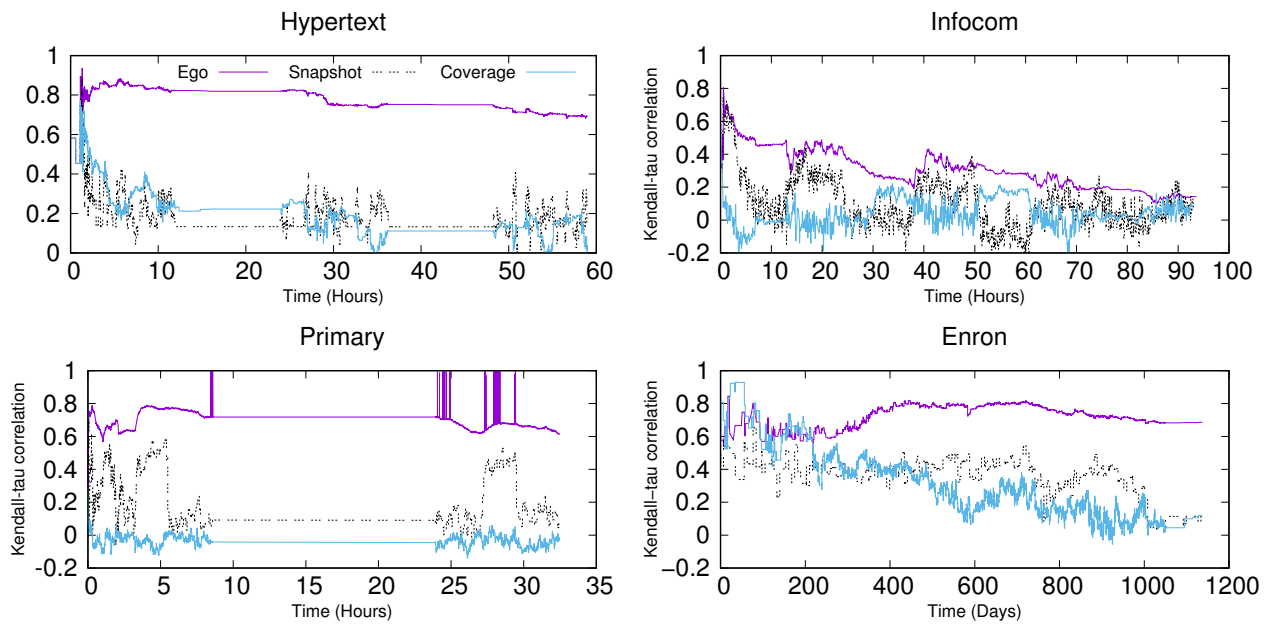 Hypertext
1
0.8
0.6
0.4
0.2
0
Ego Snapshot Coverage
0 10 20 30 40 50 60
Time (Hours)
Infocom
Kendall-tau correlation
1
0.8
0.6
0.4
0.2
0
-0.2
0 10 20 30 40 50 60 70 80 90 100
Time (Hours)
Primary
Kendall-tau correlation
1
0.8
0.6
0.4
0.2
0
-0.2
0 5 10 15 20 25 30 35
Time (Hours)
Enron
Kendall−tau correlation
1
0.8
0.6
0.4
0.2
0
−0.2
0 200 400 600 800 1000 1200
Time (Days)